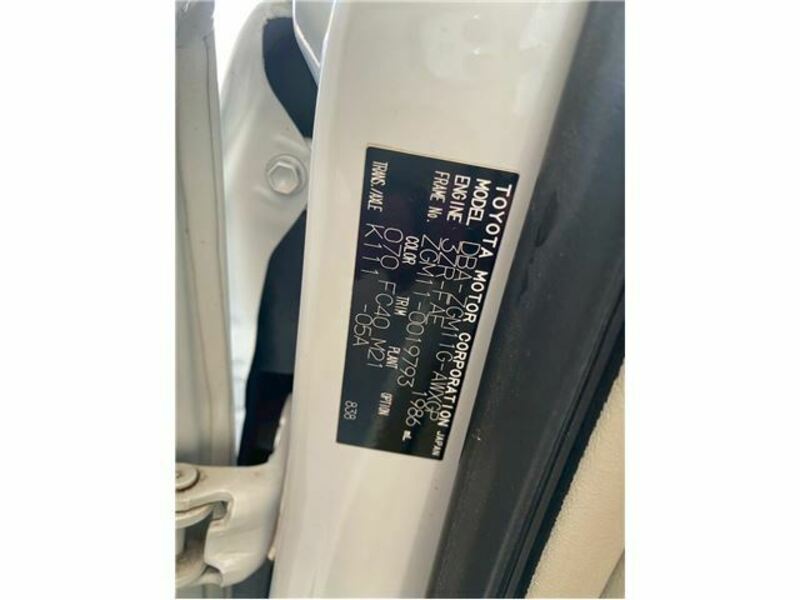 TOYOTA MOTOR CORPORATION JAPAN
MODEL DBA-ZGM11G-AWXGP
ENGINE 3ZR-FAE 1986 mL
FRAME No. ZGM11-0019793
COLOR TRIM PLANT OPTION
070 FC40 M21
TRANS./AXLE K111 -05A 838